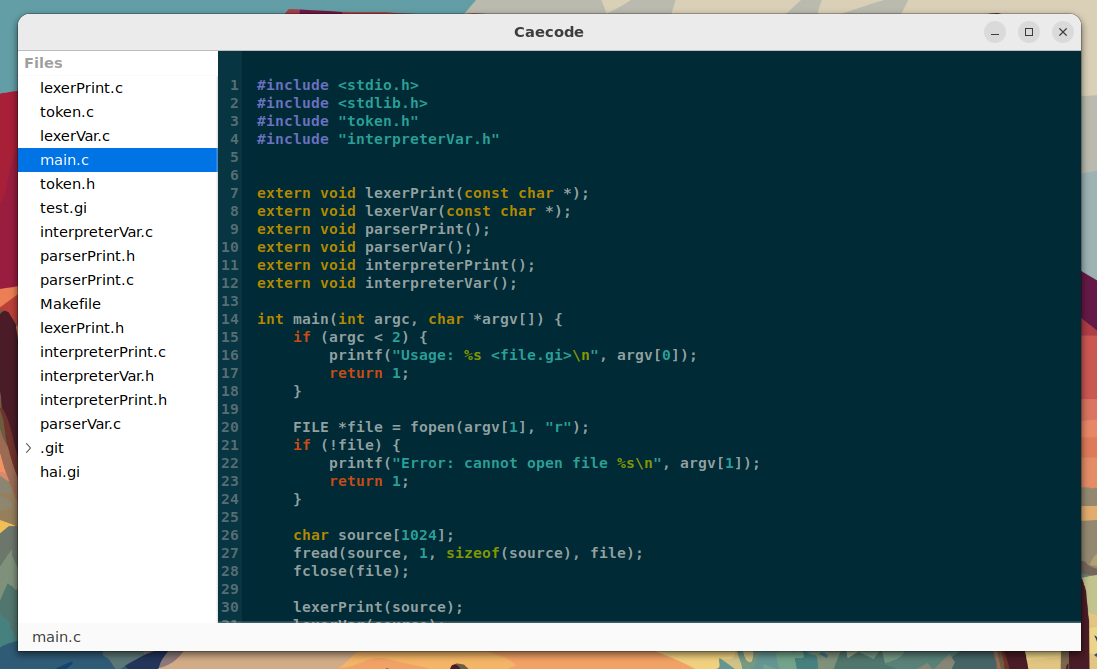 Caecode
Files
lexerPrint.c
token.c
lexerVar.c
main.c
token.h
test.gi
interpreterVar.c
parserPrint.h
parserPrint.c
Makefile
lexerPrint.h
interpreterPrint.c
interpreterVar.h
interpreterPrint.h
parserVar.c
.git
hai.gi
1 #include <stdio.h>
2 #include <stdlib.h>
3 #include "token.h"
4 #include "interpreterVar.h"
5
6
7 extern void lexerPrint(const char *);
8 extern void lexerVar(const char *);
9 extern void parserPrint();
10 extern void parserVar();
11 extern void interpreterPrint();
12 extern void interpreterVar();
13
14 int main(int argc, char *argv[]) {
15     if (argc < 2) {
16         printf("Usage: %s <file.gi>\n", argv[0]);
17         return 1;
18     }
19
20     FILE *file = fopen(argv[1], "r");
21     if (!file) {
22         printf("Error: cannot open file %s\n", argv[1]);
23         return 1;
24     }
25
26     char source[1024];
27     fread(source, 1, sizeof(source), file);
28     fclose(file);
29
30     lexerPrint(source);
main.c